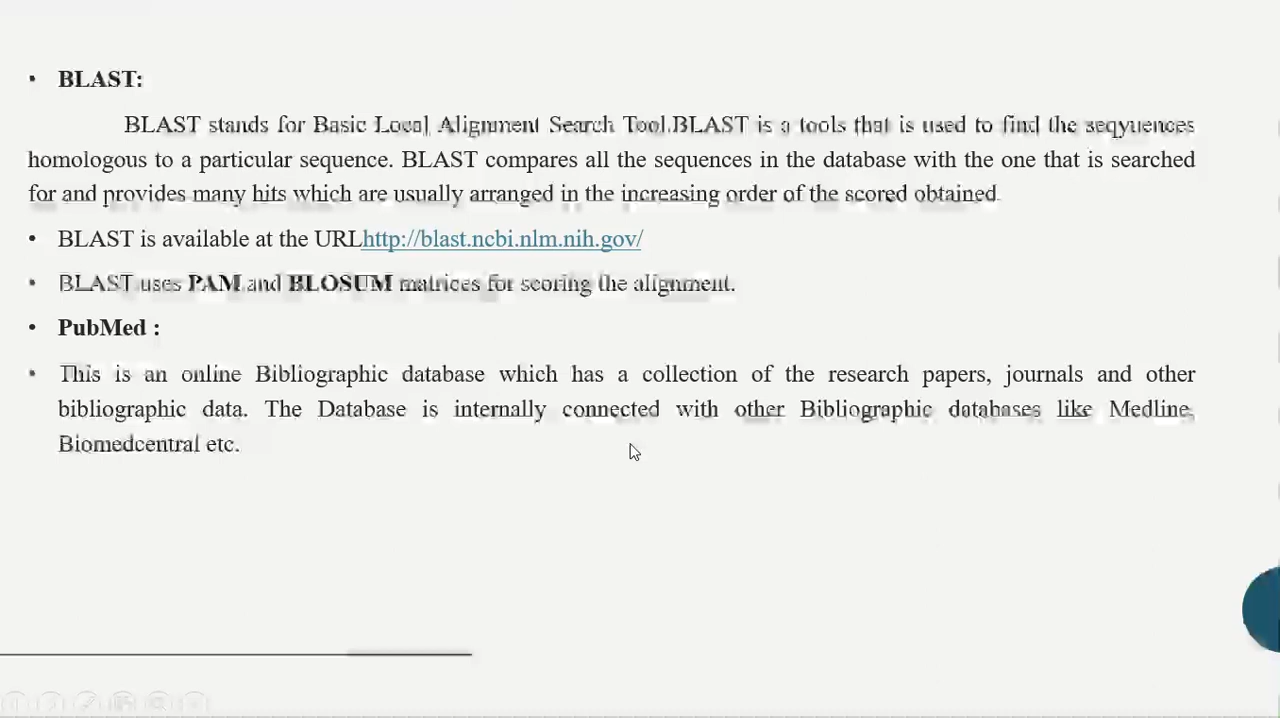 • BLAST:
BLAST stands for Basic Local Alignment Search Tool.BLAST is a tools that is used to find the seqyuences
homologous to a particular sequence. BLAST compares all the sequences in the database with the one that is searched
for and provides many hits which are usually arranged in the increasing order of the scored obtained.
• BLAST is available at the URLhttp://blast.ncbi.nlm.nih.gov/
• BLAST uses PAM and BLOSUM matrices for scoring the alignment.
• PubMed :
• This is an online Bibliographic database which has a collection of the research papers, journals and other
bibliographic data. The Database is internally connected with other Bibliographic databases like Medline,
Biomedcentral etc.